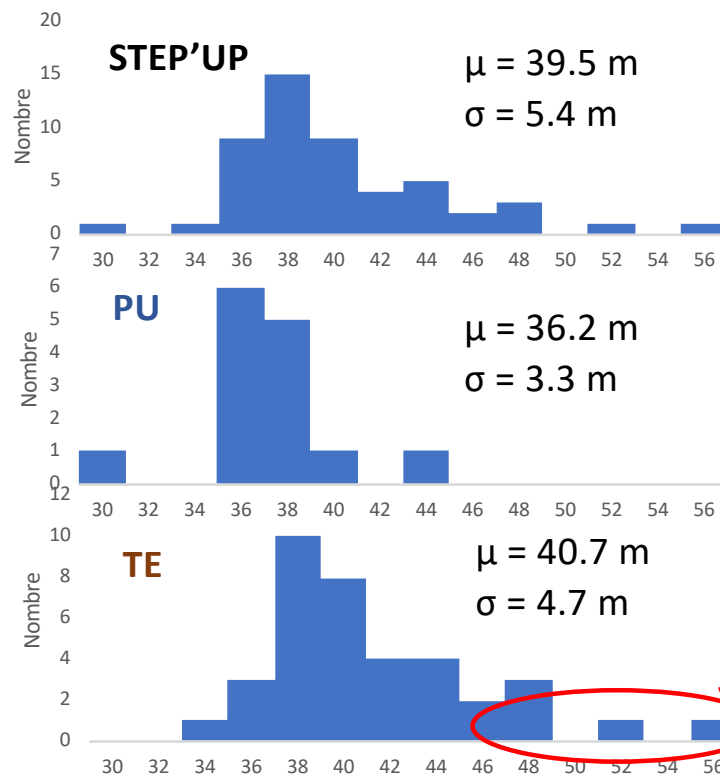 20
STEP'UP
μ = 39.5 m
15
σ = 5.4 m
Nombre
10
5
0
30 32 34 36 38 40 42 44 46 48 50 52 54 56
7
6
PU
μ = 36.2 m
5
σ = 3.3 m
Nombre
4
3
2
1
0
30 32 34 36 38 40 42 44 46 48 50 52 54 56
12
10
TE
μ = 40.7 m
8
σ = 4.7 m
Nombre
6
4
2
0
30 32 34 36 38 40 42 44 46 48 50 52 54 56